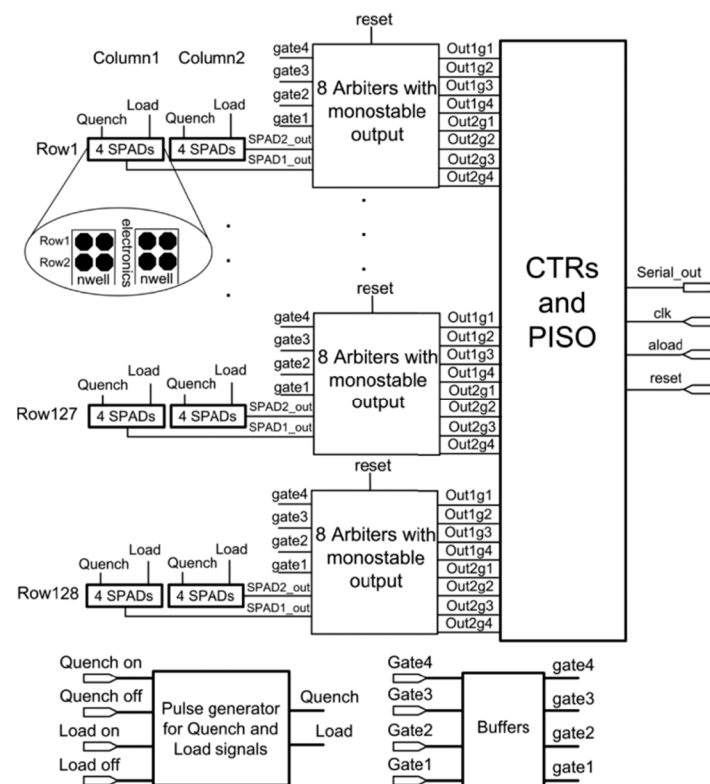 reset
Column1 Column2
gate4
gate3
gate2
gate1
Quench Load Quench Load
Row1
4 SPADs 4 SPADs
SPAD2_out
SPAD1_out
8 Arbiters with
monostable
output
Out1g1
Out1g2
Out1g3
Out1g4
Out2g1
Out2g2
Out2g3
Out2g4
Row1
Row2
nwell
electronics
nwell
CTRs
and
PISO
Serial_out
clk
aload
reset
reset
gate4
gate3
gate2
gate1
Quench Load Quench Load
Row127
4 SPADs 4 SPADs
SPAD2_out
SPAD1_out
8 Arbiters with
monostable
output
Out1g1
Out1g2
Out1g3
Out1g4
Out2g1
Out2g2
Out2g3
Out2g4
reset
gate4
gate3
gate2
gate1
Quench Load Quench Load
Row128
4 SPADs 4 SPADs
SPAD2_out
SPAD1_out
8 Arbiters with
monostable
output
Out1g1
Out1g2
Out1g3
Out1g4
Out2g1
Out2g2
Out2g3
Out2g4
Quench on
Quench off
Load on
Load off
Pulse generator
for Quench and
Load signals
Quench
Load
Gate4
Gate3
Gate2
Gate1
Buffers
gate4
gate3
gate2
gate1